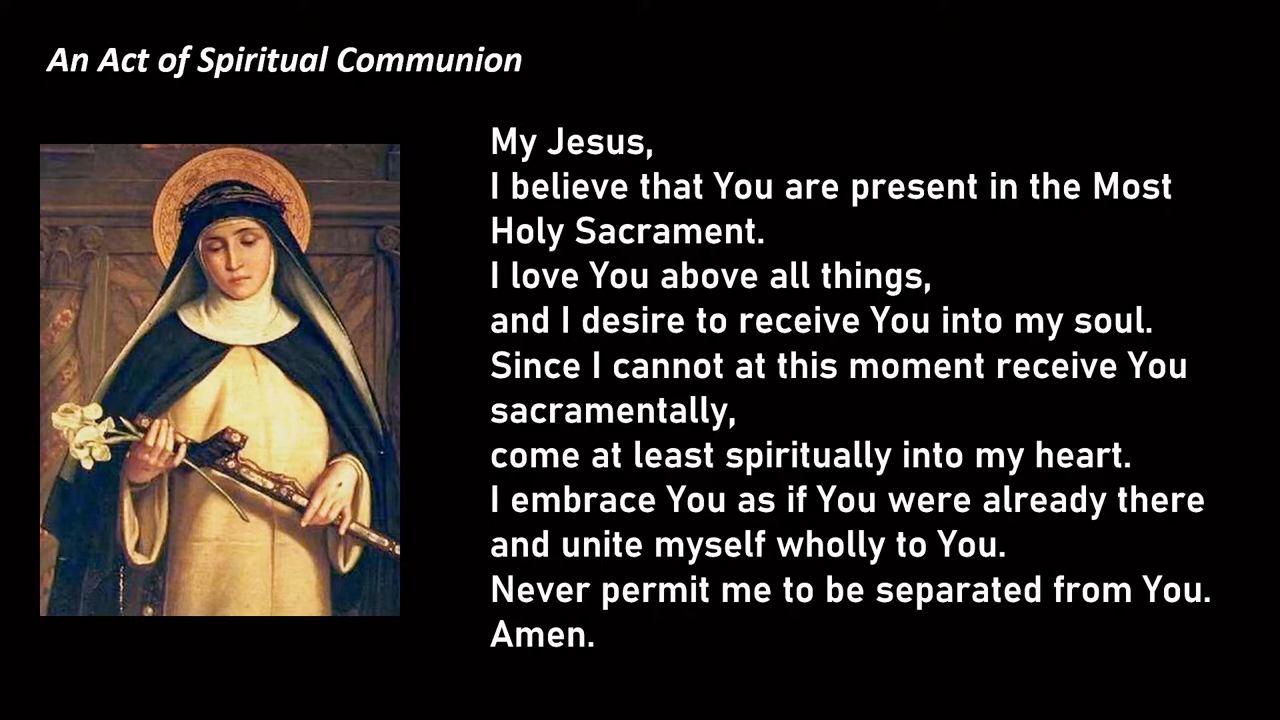 An Act of Spiritual Communion
My Jesus,
I believe that You are present in the Most
Holy Sacrament.
I love You above all things,
and I desire to receive You into my soul.
Since I cannot at this moment receive You
sacramentally,
come at least spiritually into my heart.
I embrace You as if You were already there
and unite myself wholly to You.
Never permit me to be separated from You.
Amen.